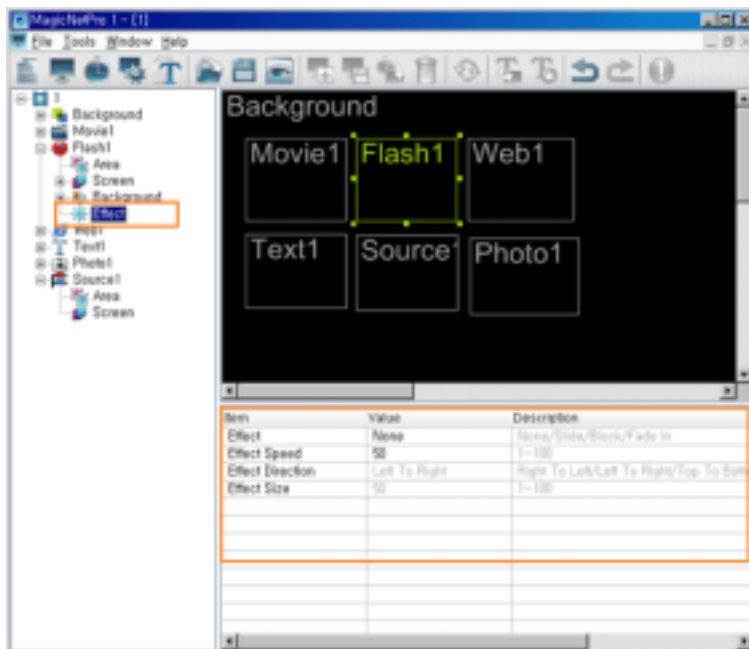 MagicNetPro 1 - [1]
File Tools Window Help
1
Background
Movie1
Flash1
Area
Screen
Background
Effect
Web1
Text1
Photo1
Source1
Area
Screen
Background
Movie1 Flash1 Web1
Text1 Source Photo1
Item Value Description
Effect None None/Slide/Block/Fade In
Effect Speed 50 1~100
Effect Direction Left To Right Right To Left/Left To Right/Top To Bott
Effect Size 50 1~100